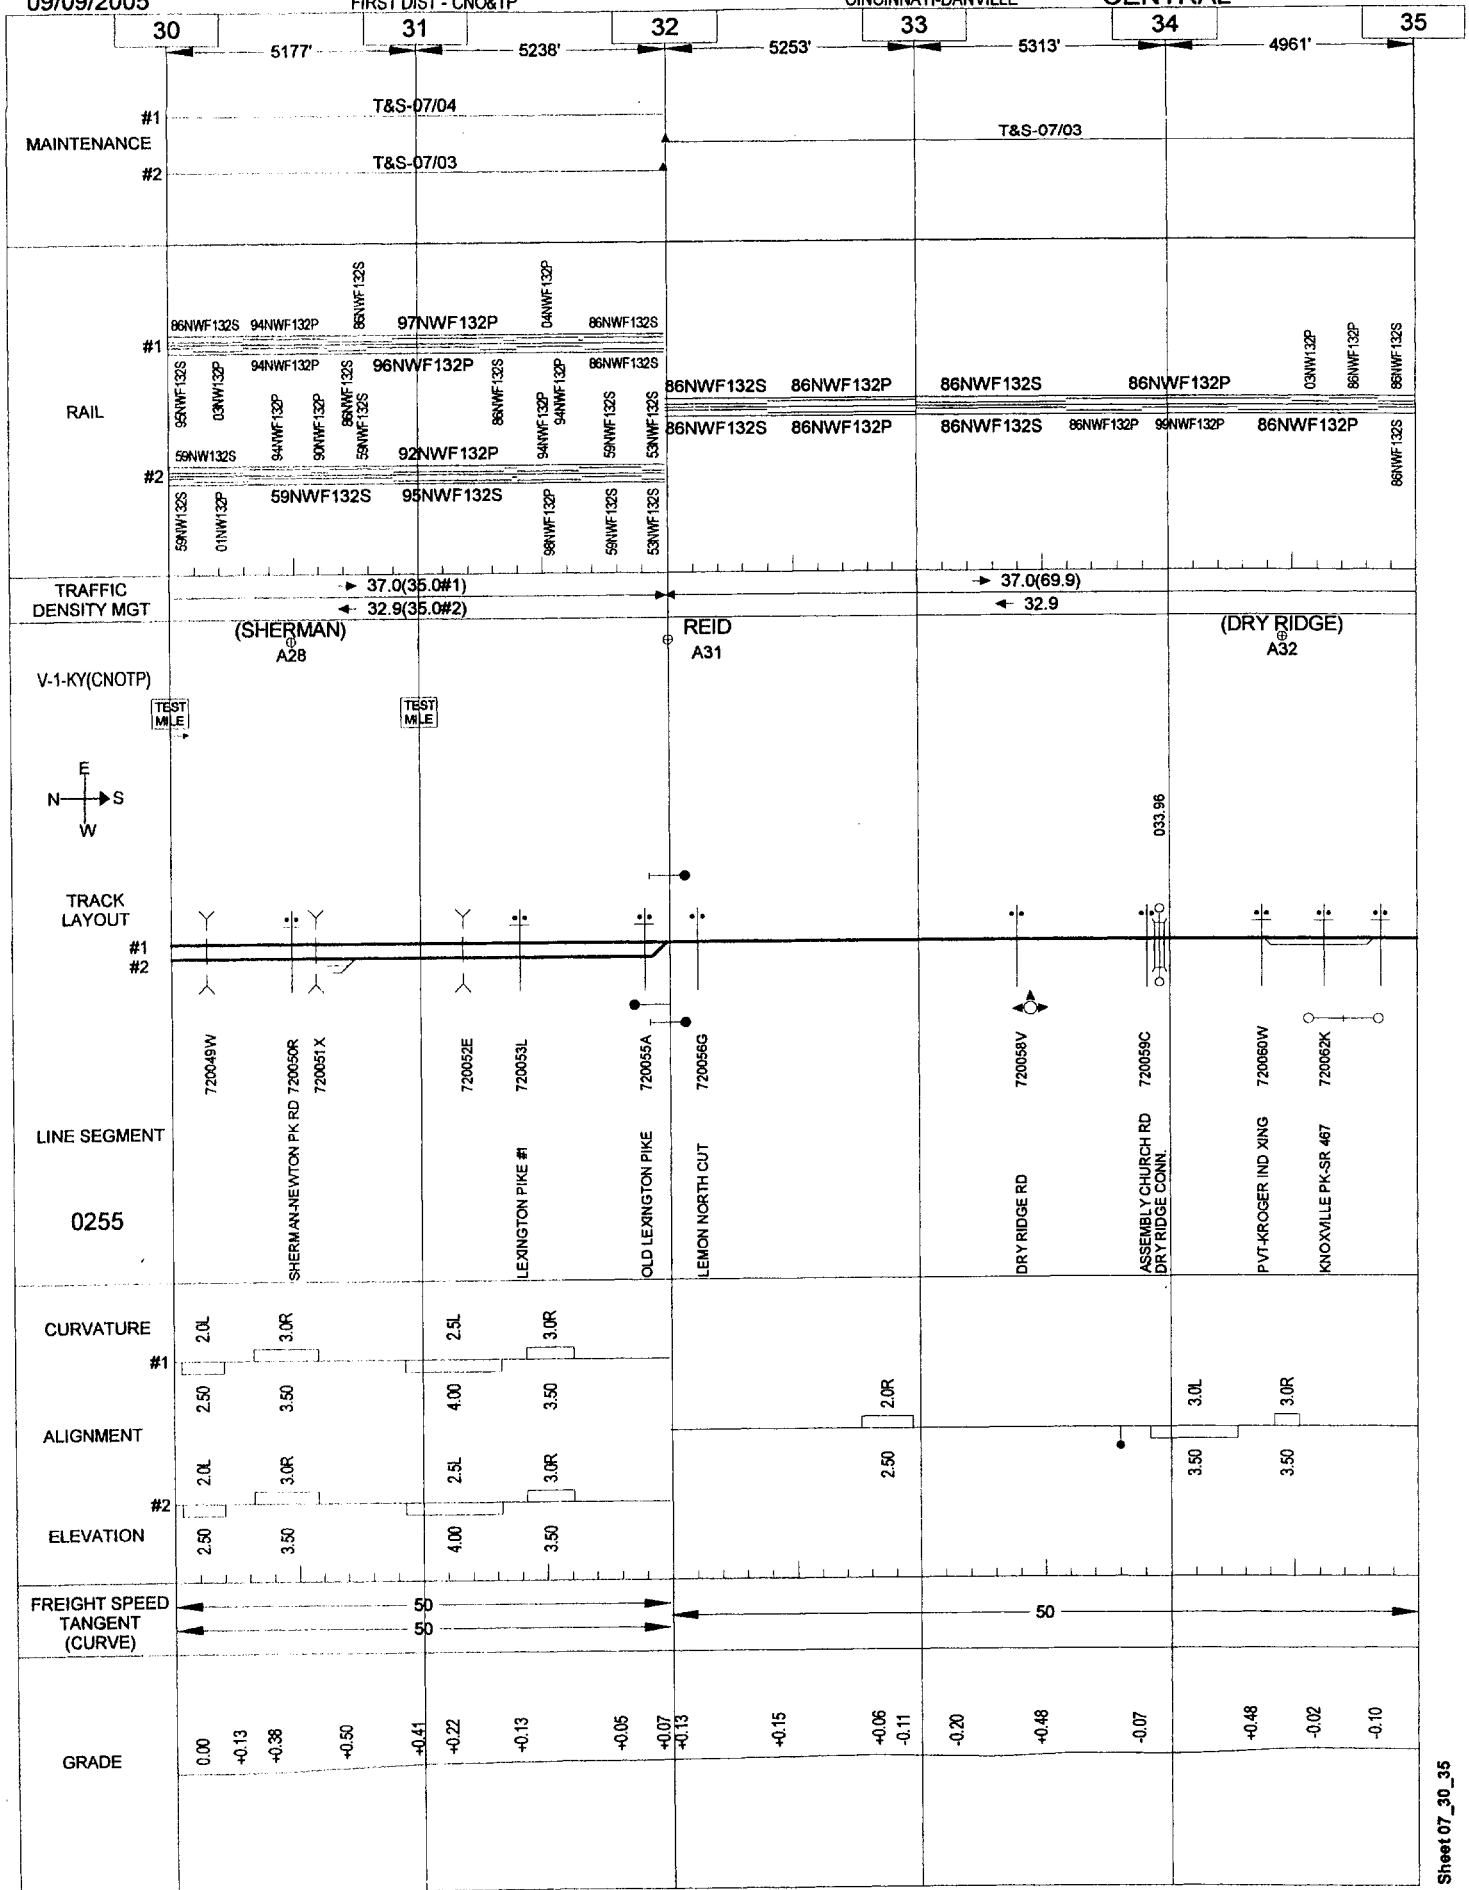 09/09/2005 FIRST DIST - CNO&TP CINCINNATI-DANVILLE CENTRAL
30 31 32 33 34 35
5177' 5238' 5253' 5313' 4961'
T&S-07/04
#1
MAINTENANCE
T&S-07/03
T&S-07/03
#2
86NWF132S 94NWF132P 86NWF132S 97NWF132P 04NWF132P 86NWF132S
#1
94NWF132P 96NWF132P 86NWF132S
RAIL
95NWF132S 03NW132P 94NWF132P 90NWF132P 86NWF132S 59NWF132S 86NWF132S 94NWF132P 94NWF132P 59NWF132S 53NWF132S
59NW132S 92NWF132P
#2
59NWF132S 95NWF132S
59NW132S 01NW132P 98NWF132P 59NWF132S 53NWF132S
86NWF132S 86NWF132P 86NWF132S 86NWF132P 03NW132P 86NWF132P 86NWF132S
86NWF132S 86NWF132P 86NWF132S 86NWF132P 99NWF132P 86NWF132P 86NWF132S
TRAFFIC
DENSITY MGT
37.0(35.0#1) 37.0(69.9)
32.9(35.0#2) 32.9
(SHERMAN) REID (DRY RIDGE)
A28 A31 A32
V-1-KY(CNOTP)
TEST
MILE
TEST
MILE
E
N S
W
033.96
TRACK
LAYOUT
#1
#2
720049W
SHERMAN-NEWTON PK RD 720050R
720051X
720052E
LEXINGTON PIKE #1 720053L
OLD LEXINGTON PIKE 720055A
LEMON NORTH CUT 720056G
DRY RIDGE RD 720058V
ASSEMBLY CHURCH RD 720059C
DRY RIDGE CONN.
PVT-KROGER IND XING 720060W
KNOXVILLE PK-SR 467 720062K
LINE SEGMENT
0255
CURVATURE
2.0L 3.0R 2.5L 3.0R
#1
2.50 3.50 4.00 3.50
2.0R 3.0L 3.0R
ALIGNMENT
2.50 3.50 3.50
2.0L 3.0R 2.5L 3.0R
#2
ELEVATION
2.50 3.50 4.00 3.50
+0.13
FREIGHT SPEED
TANGENT
(CURVE)
50
50
50
GRADE
0.00 +0.13 +0.38 +0.50 +0.41 +0.22 +0.13 +0.05 +0.07 +0.13 +0.15 +0.06 -0.11 -0.20 +0.48 -0.07 +0.48 -0.02 -0.10
Sheet 07_30_35